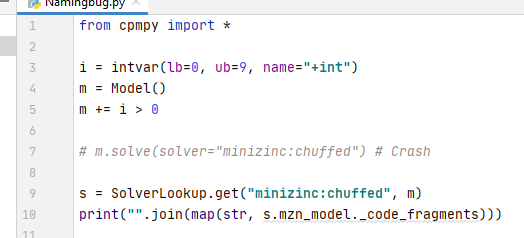 Namingbug.py
1 from cpmpy import *
2
3 i = intvar(lb=0, ub=9, name="+int")
4 m = Model()
5 m += i > 0
6
7 # m.solve(solver="minizinc:chuffed") # Crash
8
9 s = SolverLookup.get("minizinc:chuffed", m)
10 print("".join(map(str, s.mzn_model._code_fragments)))
11